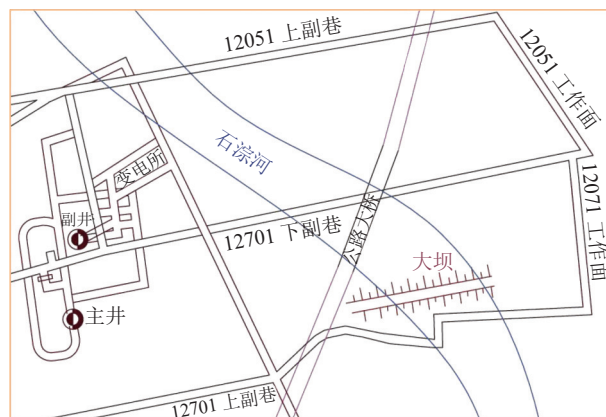 12051 上副巷
12051 工作面
石淙河
变电所
副井
12701 下副巷
公路大桥
12071 工作面
大坝
主井
12701 上副巷